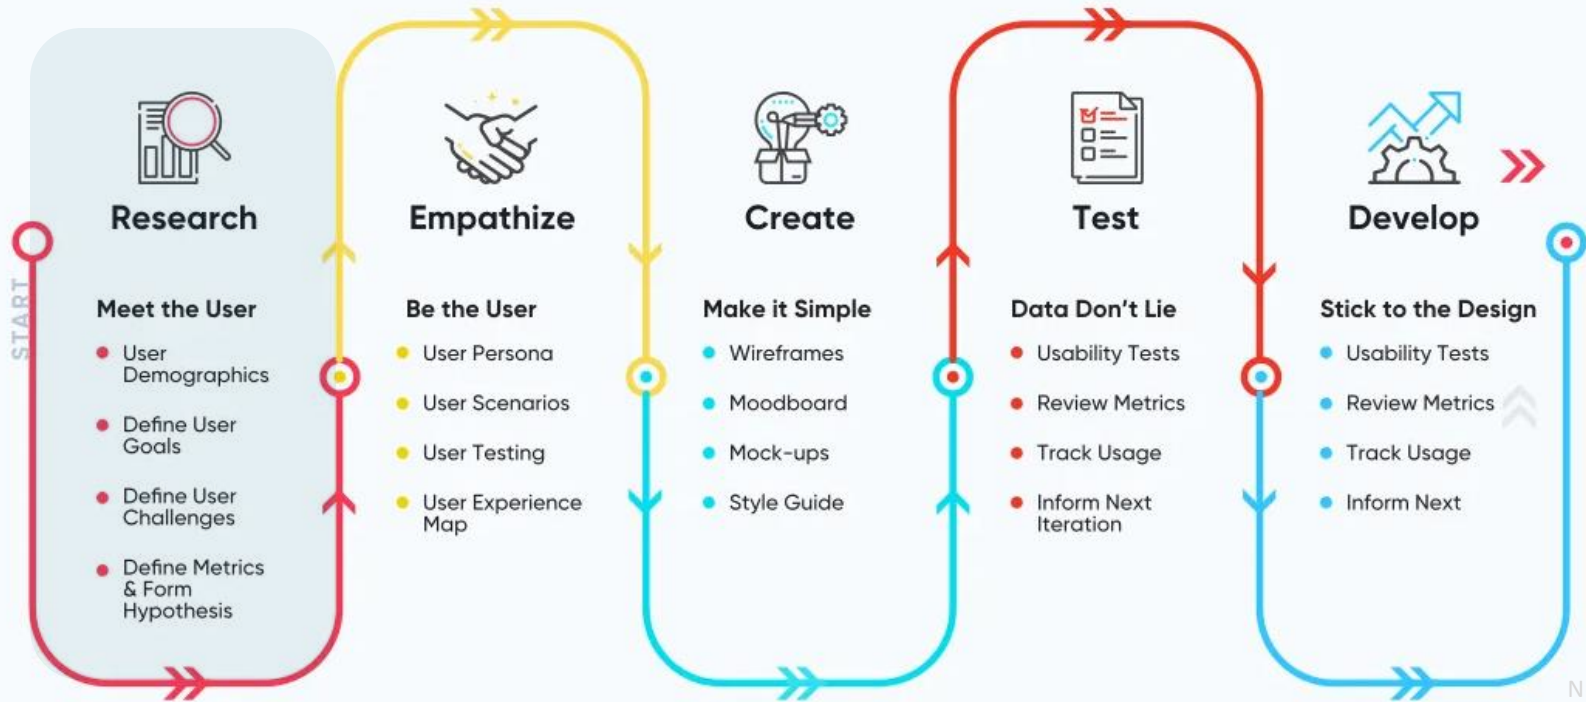 START
Research
Meet the User
User
Demographics
Define User
Goals
Define User
Challenges
Define Metrics
& Form
Hypothesis
Empathize
Be the User
User Persona
User Scenarios
User Testing
User Experience
Map
Create
Make it Simple
Wireframes
Moodboard
Mock-ups
Style Guide
Test
Data Don't Lie
Usability Tests
Review Metrics
Track Usage
Inform Next
Iteration
Develop
Stick to the Design
Usability Tests
Review Metrics
Track Usage
Inform Next
N